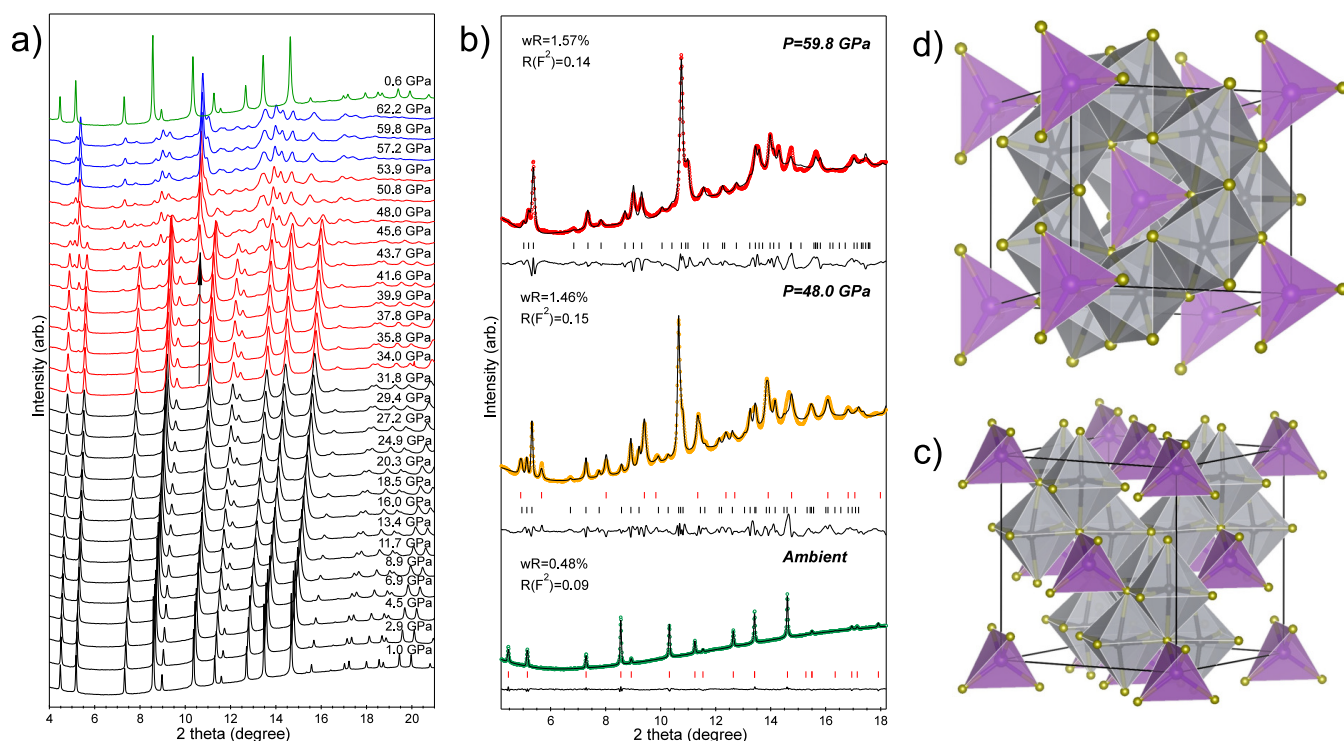 a)
0.6 GPa
62.2 GPa
59.8 GPa
57.2 GPa
53.9 GPa
50.8 GPa
48.0 GPa
45.6 GPa
43.7 GPa
41.6 GPa
39.9 GPa
37.8 GPa
35.8 GPa
34.0 GPa
31.8 GPa
29.4 GPa
27.2 GPa
24.9 GPa
20.3 GPa
18.5 GPa
16.0 GPa
13.4 GPa
11.7 GPa
8.9 GPa
6.9 GPa
4.5 GPa
2.9 GPa
1.0 GPa
Intensity (arb.)
4 6 8 10 12 14 16 18 20
2 theta (degree)
b)
wR=1.57%
R(F²)=0.14
P=59.8 GPa
wR=1.46%
R(F²)=0.15
P=48.0 GPa
wR=0.48%
R(F²)=0.09
Ambient
Intensity (arb.)
6 8 10 12 14 16 18
2 theta (degree)
d)
c)